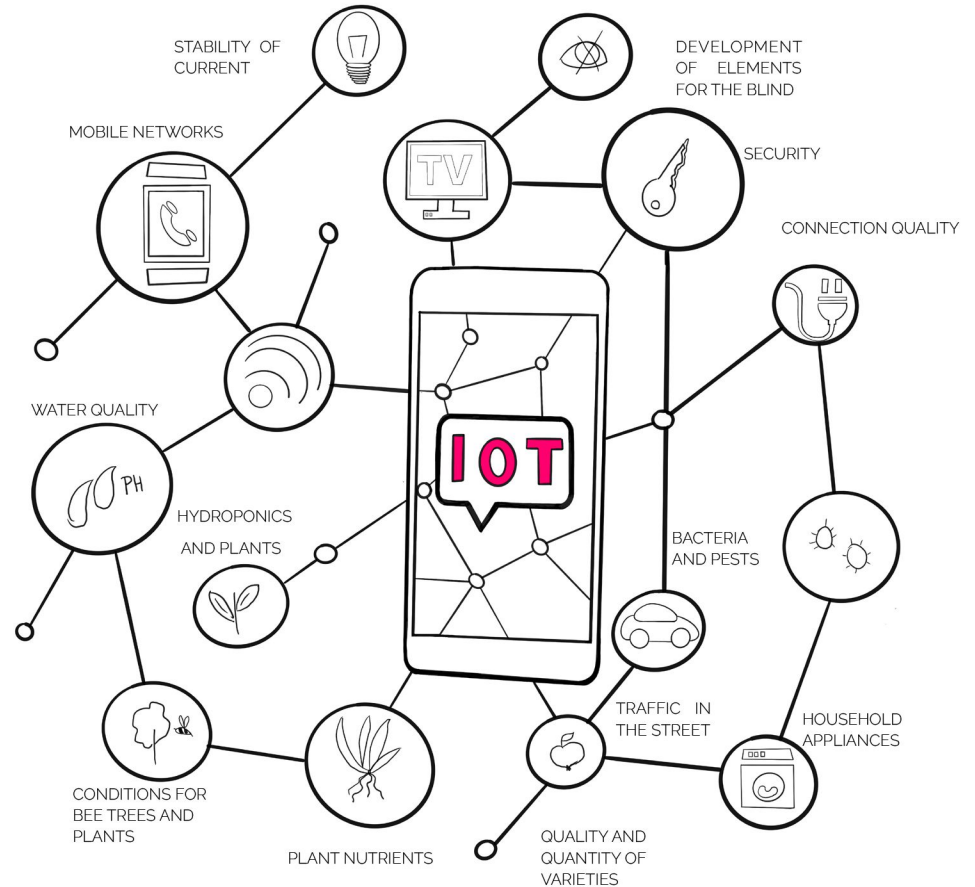 STABILITY OF
CURRENT
DEVELOPMENT
OF ELEMENTS
FOR THE BLIND
MOBILE NETWORKS
TV
SECURITY
CONNECTION QUALITY
WATER QUALITY
IOT
PH
HYDROPONICS
AND PLANTS
BACTERIA
AND PESTS
TRAFFIC IN
THE STREET
HOUSEHOLD
APPLIANCES
CONDITIONS FOR
BEE TREES AND
PLANTS
PLANT NUTRIENTS
QUALITY AND
QUANTITY OF
VARIETIES